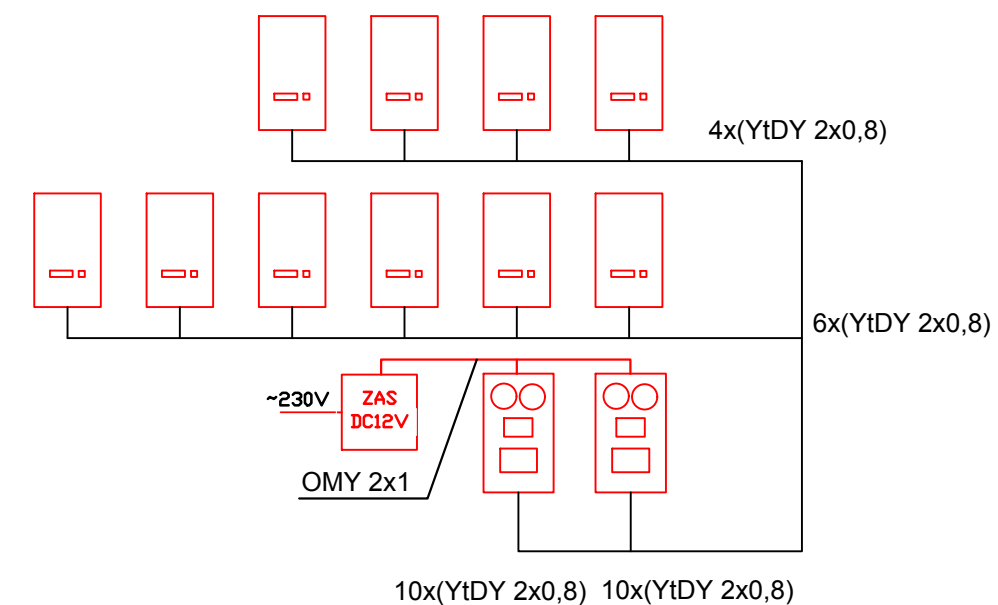 4x(YtDY 2x0,8)
6x(YtDY 2x0,8)
~230V
ZAS
DC12V
OMY 2x1
10x(YtDY 2x0,8) 10x(YtDY 2x0,8)